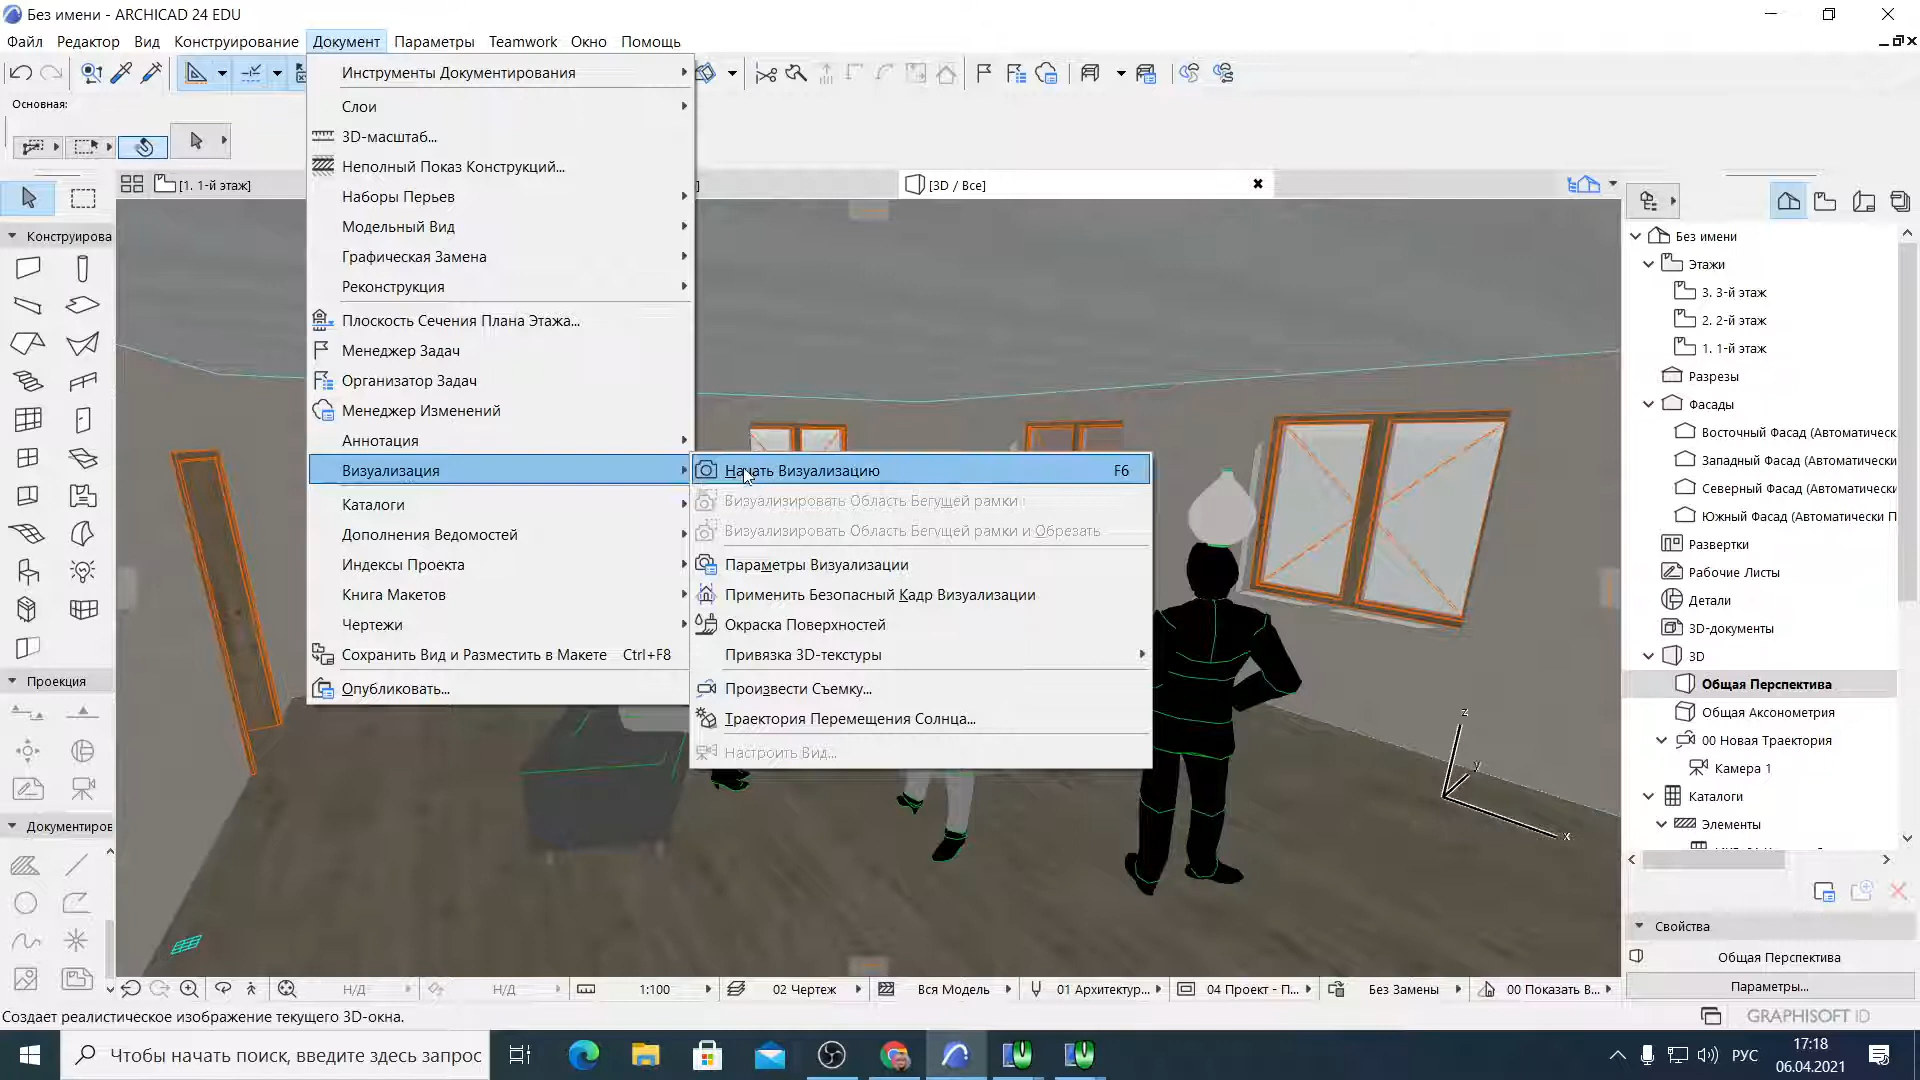 Без имени - ARCHICAD 24 EDU
Файл Редактор Вид Конструирование Документ Параметры Teamwork Окно Помощь
Основная:
[1. 1-й этаж]
]
[3D / Все]
Инструменты Документирования
Слои
3D-масштаб...
Неполный Показ Конструкций...
Наборы Перьев
Модельный Вид
Графическая Замена
Реконструкция
Плоскость Сечения Плана Этажа...
Менеджер Задач
Организатор Задач
Менеджер Изменений
Аннотация
Визуализация
Каталоги
Дополнения Ведомостей
Индексы Проекта
Книга Макетов
Чертежи
Сохранить Вид и Разместить в Макете Ctrl+F8
Опубликовать...
Начать Визуализацию F6
Визуализировать Область Бегущей рамки
Визуализировать Область Бегущей рамки и Обрезать
Параметры Визуализации
Применить Безопасный Кадр Визуализации
Окраска Поверхностей
Привязка 3D-текстуры
Произвести Съемку...
Траектория Перемещения Солнца...
Настроить Вид...
Конструирова
Проекция
Документиров
z
y
x
Без имени
Этажи
3. 3-й этаж
2. 2-й этаж
1. 1-й этаж
Разрезы
Фасады
Восточный Фасад (Автоматическ
Западный Фасад (Автоматическ
Северный Фасад (Автоматическ
Южный Фасад (Автоматически П
Развертки
Рабочие Листы
Детали
3D-документы
3D
Общая Перспектива
Общая Аксонометрия
00 Новая Траектория
Камера 1
Каталоги
Элементы
Свойства
Общая Перспектива
Параметры...
Н/Д Н/Д 1:100 02 Чертеж Вся Модель 01 Архитектур... 04 Проект - П... Без Замены 00 Показать В...
Создает реалистическое изображение текущего 3D-окна.
GRAPHISOFT ID
Чтобы начать поиск, введите здесь запрос
РУС
17:18
06.04.2021